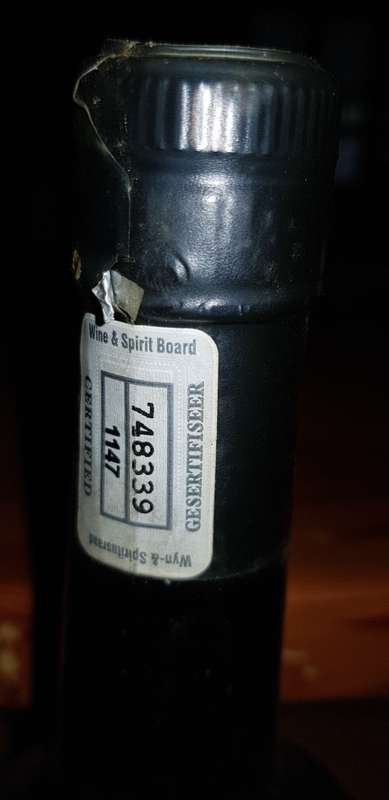 Wine & Spirit Board
GESERTIFISEER
748339
1147
CERTIFIED
Wyn-& Spiritusraad